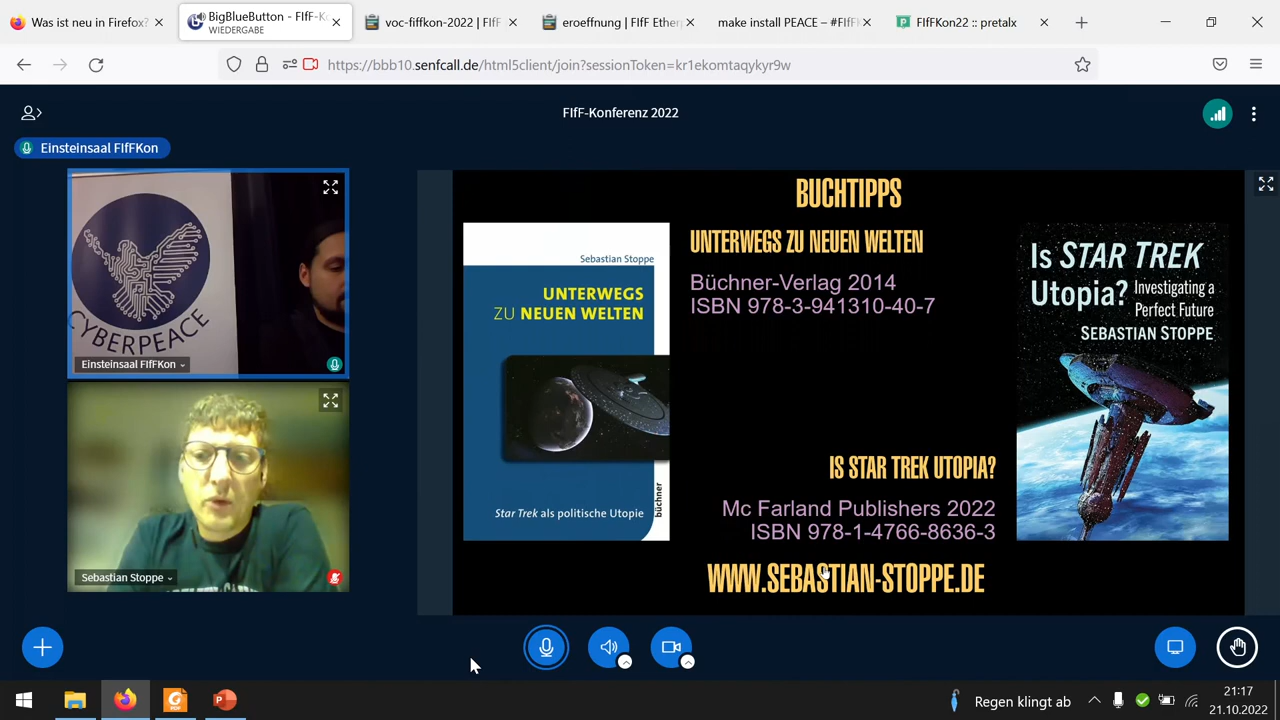 Was ist neu in Firefox?
BigBlueButton - FIfF-K
WIEDERGABE
voc-fiffkon-2022 | FIfF
eroeffnung | FIfF Ether
make install PEACE – #FIfFK
FIfFKon22 :: pretalx
https://bbb10.senfcall.de/html5client/join?sessionToken=kr1ekomtaqykyr9w
FIfF-Konferenz 2022
Einsteinsaal FIfFKon
CYBERPEACE
Einsteinsaal FIfFKon
Sebastian Stoppe
BUCHTIPPS
Sebastian Stoppe
UNTERWEGS
ZU NEUEN WELTEN
Star Trek als politische Utopie
büchner
UNTERWEGS ZU NEUEN WELTEN
Büchner-Verlag 2014
ISBN 978-3-941310-40-7
Is STAR TREK
Utopia? Investigating a
Perfect Future
SEBASTIAN STOPPE
IS STAR TREK UTOPIA?
Mc Farland Publishers 2022
ISBN 978-1-4766-8636-3
WWW.SEBASTIAN-STOPPE.DE
Regen klingt ab
21:17
21.10.2022